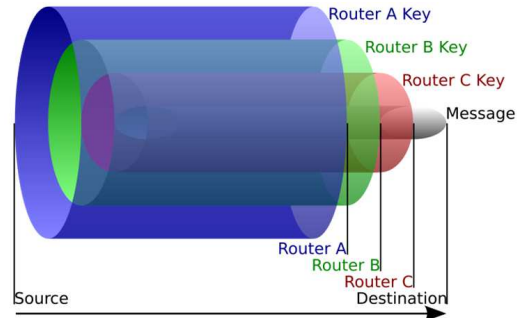 Router A Key
Router B Key
Router C Key
Message
Router A
Router B
Router C
Source
Destination